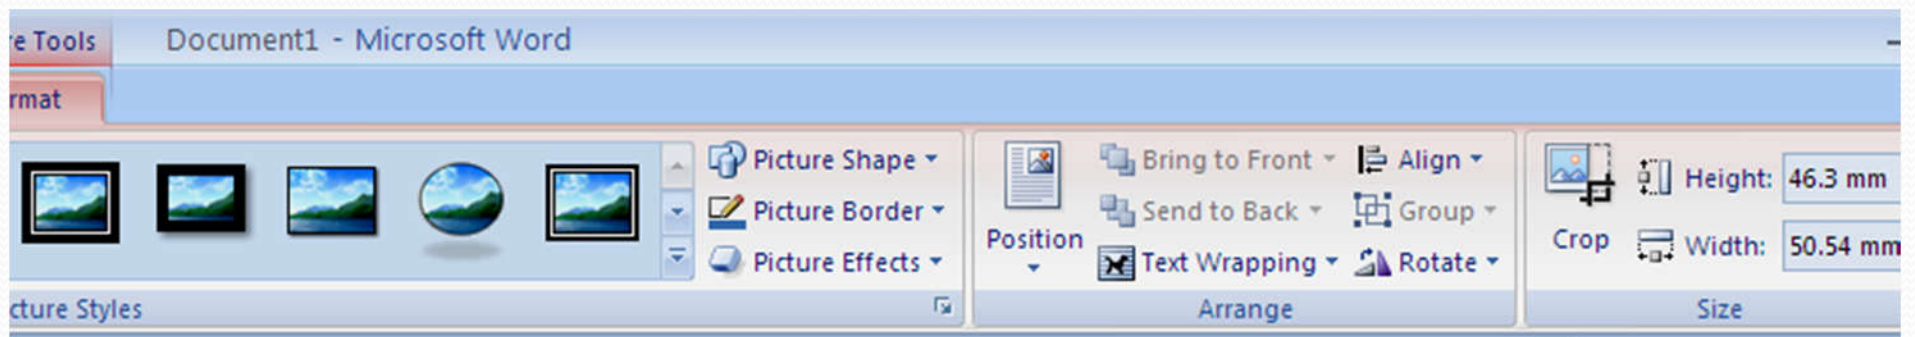 re Tools
Document1 - Microsoft Word
rmat
Picture Shape
Picture Border
Picture Effects
cture Styles
Position
Bring to Front
Send to Back
Text Wrapping
Align
Group
Rotate
Arrange
Crop
Height: 46.3 mm
Width: 50.54 mm
Size